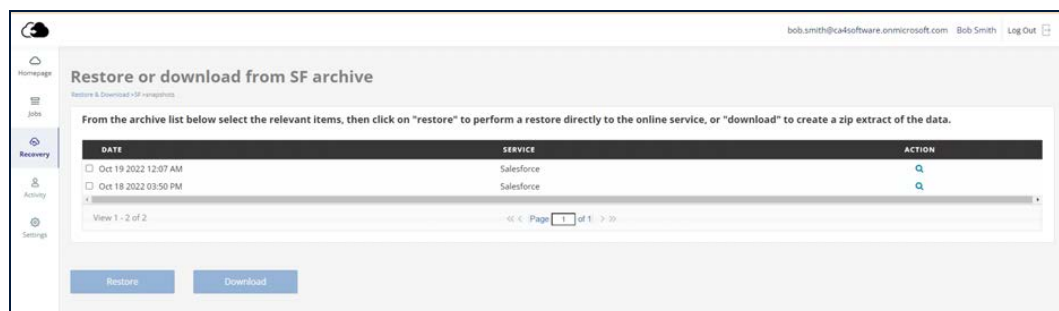 bob.smith@ca4software.onmicrosoft.com Bob Smith Log Out
Homepage
Jobs
Recovery
Activity
Settings
Restore or download from SF archive
Restore & Download >SF >snapshots
From the archive list below select the relevant items, then click on "restore" to perform a restore directly to the online service, or "download" to create a zip extract of the data.
DATE SERVICE ACTION
Oct 19 2022 12:07 AM Salesforce
Oct 18 2022 03:50 PM Salesforce
View 1 - 2 of 2 Page 1 of 1
Restore Download